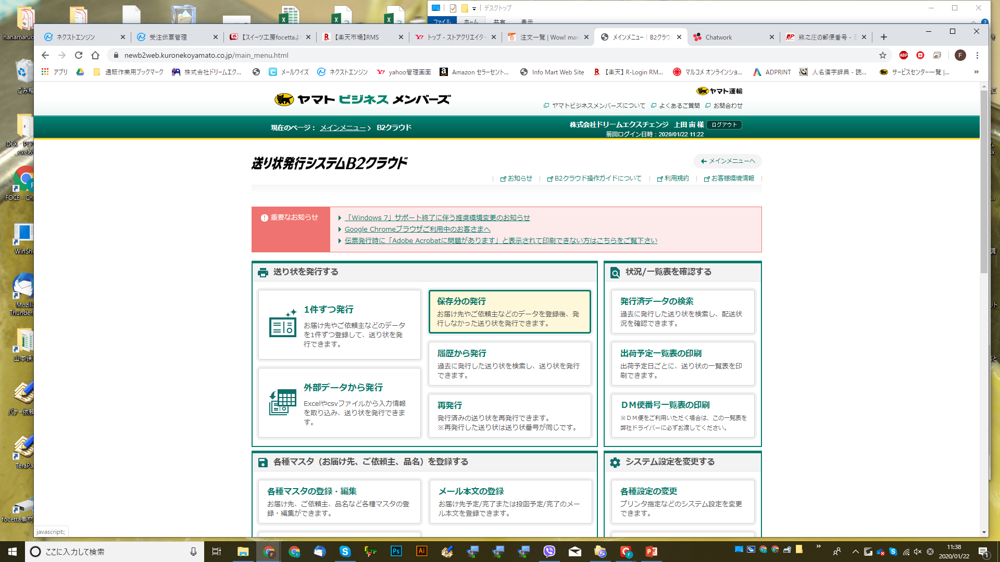 デスクトップ
ファイル
ホーム
共有
表示
ネクストエンジン
受注伝票管理
【スイーツ工房focettaよ
【楽天市場】RMS
トップ - ストアクリエイター
注文一覧 | Wow! man
メインメニュー | B2クラウ
Chatwork
熊之庄の郵便番号 - 日
newb2web.kuronekoyamato.co.jp/main_menu.html
ABP
F
アプリ
通販作業用ブックマーク
株式会社ドリームエク...
メールワイズ
ネクストエンジン
yahoo管理画面
Amazon セラーセント...
Info Mart Web Site
【楽天】R-Login RM...
マルコメ オンラインショ...
ADPRINT
人名漢字辞典 - 読...
サービスセンター一覧 |...
ヤマト ビジネス メンバーズ
ヤマト運輸
ヤマトビジネスメンバーズについて
よくあるご質問
お問合わせ
現在のページ： メインメニュー > B2クラウド
株式会社ドリームエクスチェンジ 上田 宙 様
ログアウト
前回ログイン日時：2020/01/22 11:22
送り状発行システムB2クラウド
メインメニューへ
お知らせ
B2クラウド操作ガイドについて
利用規約
お客様環境情報
重要なお知らせ
「Windows 7」サポート終了に伴う推奨環境変更のお知らせ
Google Chromeブラウザご利用中のお客さまへ
伝票発行時に「Adobe Acrobatに問題があります」と表示されて印刷できない方はこちらをご覧下さい
送り状を発行する
1件ずつ発行
お届け先やご依頼主などのデータ
を1件ずつ登録して、送り状を発
行できます。
外部データから発行
Excelやcsvファイルから入力情報
を取り込み、送り状を発行できま
す。
保存分の発行
お届け先やご依頼主などのデータを登録後、発
行しなかった送り状を発行できます。
履歴から発行
過去に発行した送り状を検索し、送り状を発行
できます。
再発行
発行済みの送り状を再発行できます。
※再発行した送り状は送り状番号が同じです。
状況/一覧表を確認する
発行済データの検索
過去に発行した送り状を検索し、配送状
況を確認できます。
出荷予定一覧表の印刷
出荷予定日ごとに、送り状の一覧表を印
刷できます。
ＤＭ便番号一覧表の印刷
※ＤＭ便をご利用いただく場合は、この一覧表を
弊社ドライバーに必ずお渡してください。
各種マスタ（お届け先、ご依頼主、品名）を登録する
各種マスタの登録・編集
お届け先、ご依頼主、品名など各種マスタの登
録・編集ができます。
メール本文の登録
お届け先予定/完了または投函予定/完了のメー
ル本文を登録できます。
システム設定を変更する
各種設定の変更
プリンタ指定などのシステム設定を変更
できます。
javascript:;
hanamaruc
ごみ箱
DEX - PC
_exeあ
FOCE - Ch
WinSh
Mozill
Thunderb
山本保
バナー依頼
TeraPa
focetta素材
ここに入力して検索
11:38
2020/01/22